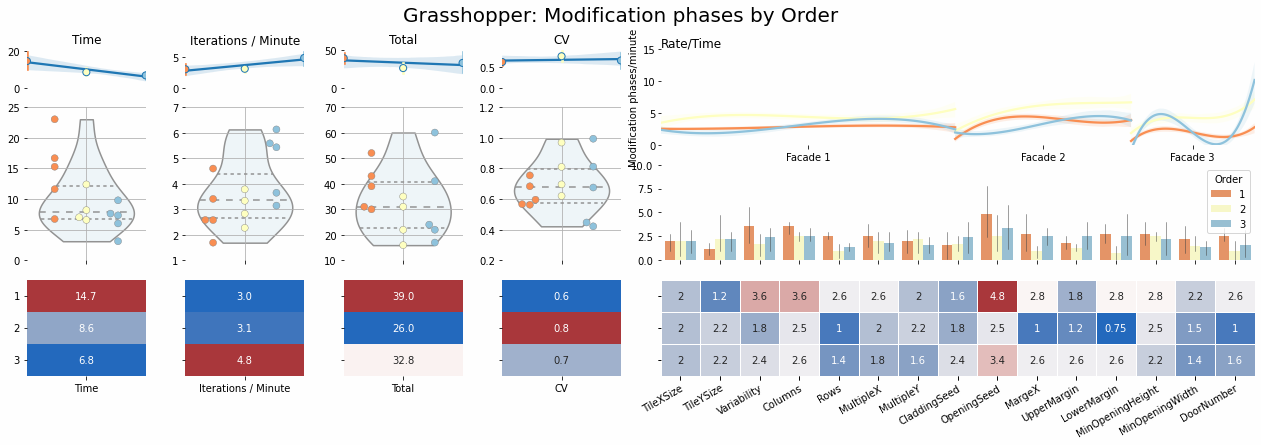 Grasshopper: Modification phases by Order
Time
Iterations / Minute
Total
CV
Rate/Time
20
0
5
0
50
0
0.5
0.0
Modification phases/minute
15
10
5
0
Facade 1
Facade 2
Facade 3
25
20
15
10
5
0
7
6
5
4
3
2
1
70
60
50
40
30
20
10
1.2
1.0
0.8
0.6
0.4
0.2
10.0
7.5
5.0
2.5
0.0
Order
1
2
3
1 14.7 3.0 39.0 0.6
2 8.6 3.1 26.0 0.8
3 6.8 4.8 32.8 0.7
Time
Iterations / Minute
Total
CV
2 1.2 3.6 3.6 2.6 2.6 2 1.6 4.8 2.8 1.8 2.8 2.8 2.2 2.6
2 2.2 1.8 2.5 1 2 2.2 1.8 2.5 1 1.2 0.75 2.5 1.5 1
2 2.2 2.4 2.6 1.4 1.8 1.6 2.4 3.4 2.6 2.6 2.6 2.2 1.4 1.6
TileXSize
TileYSize
Variability
Columns
Rows
MultipleX
MultipleY
CladdingSeed
OpeningSeed
MargeX
UpperMargin
LowerMargin
MinOpeningHeight
MinOpeningWidth
DoorNumber